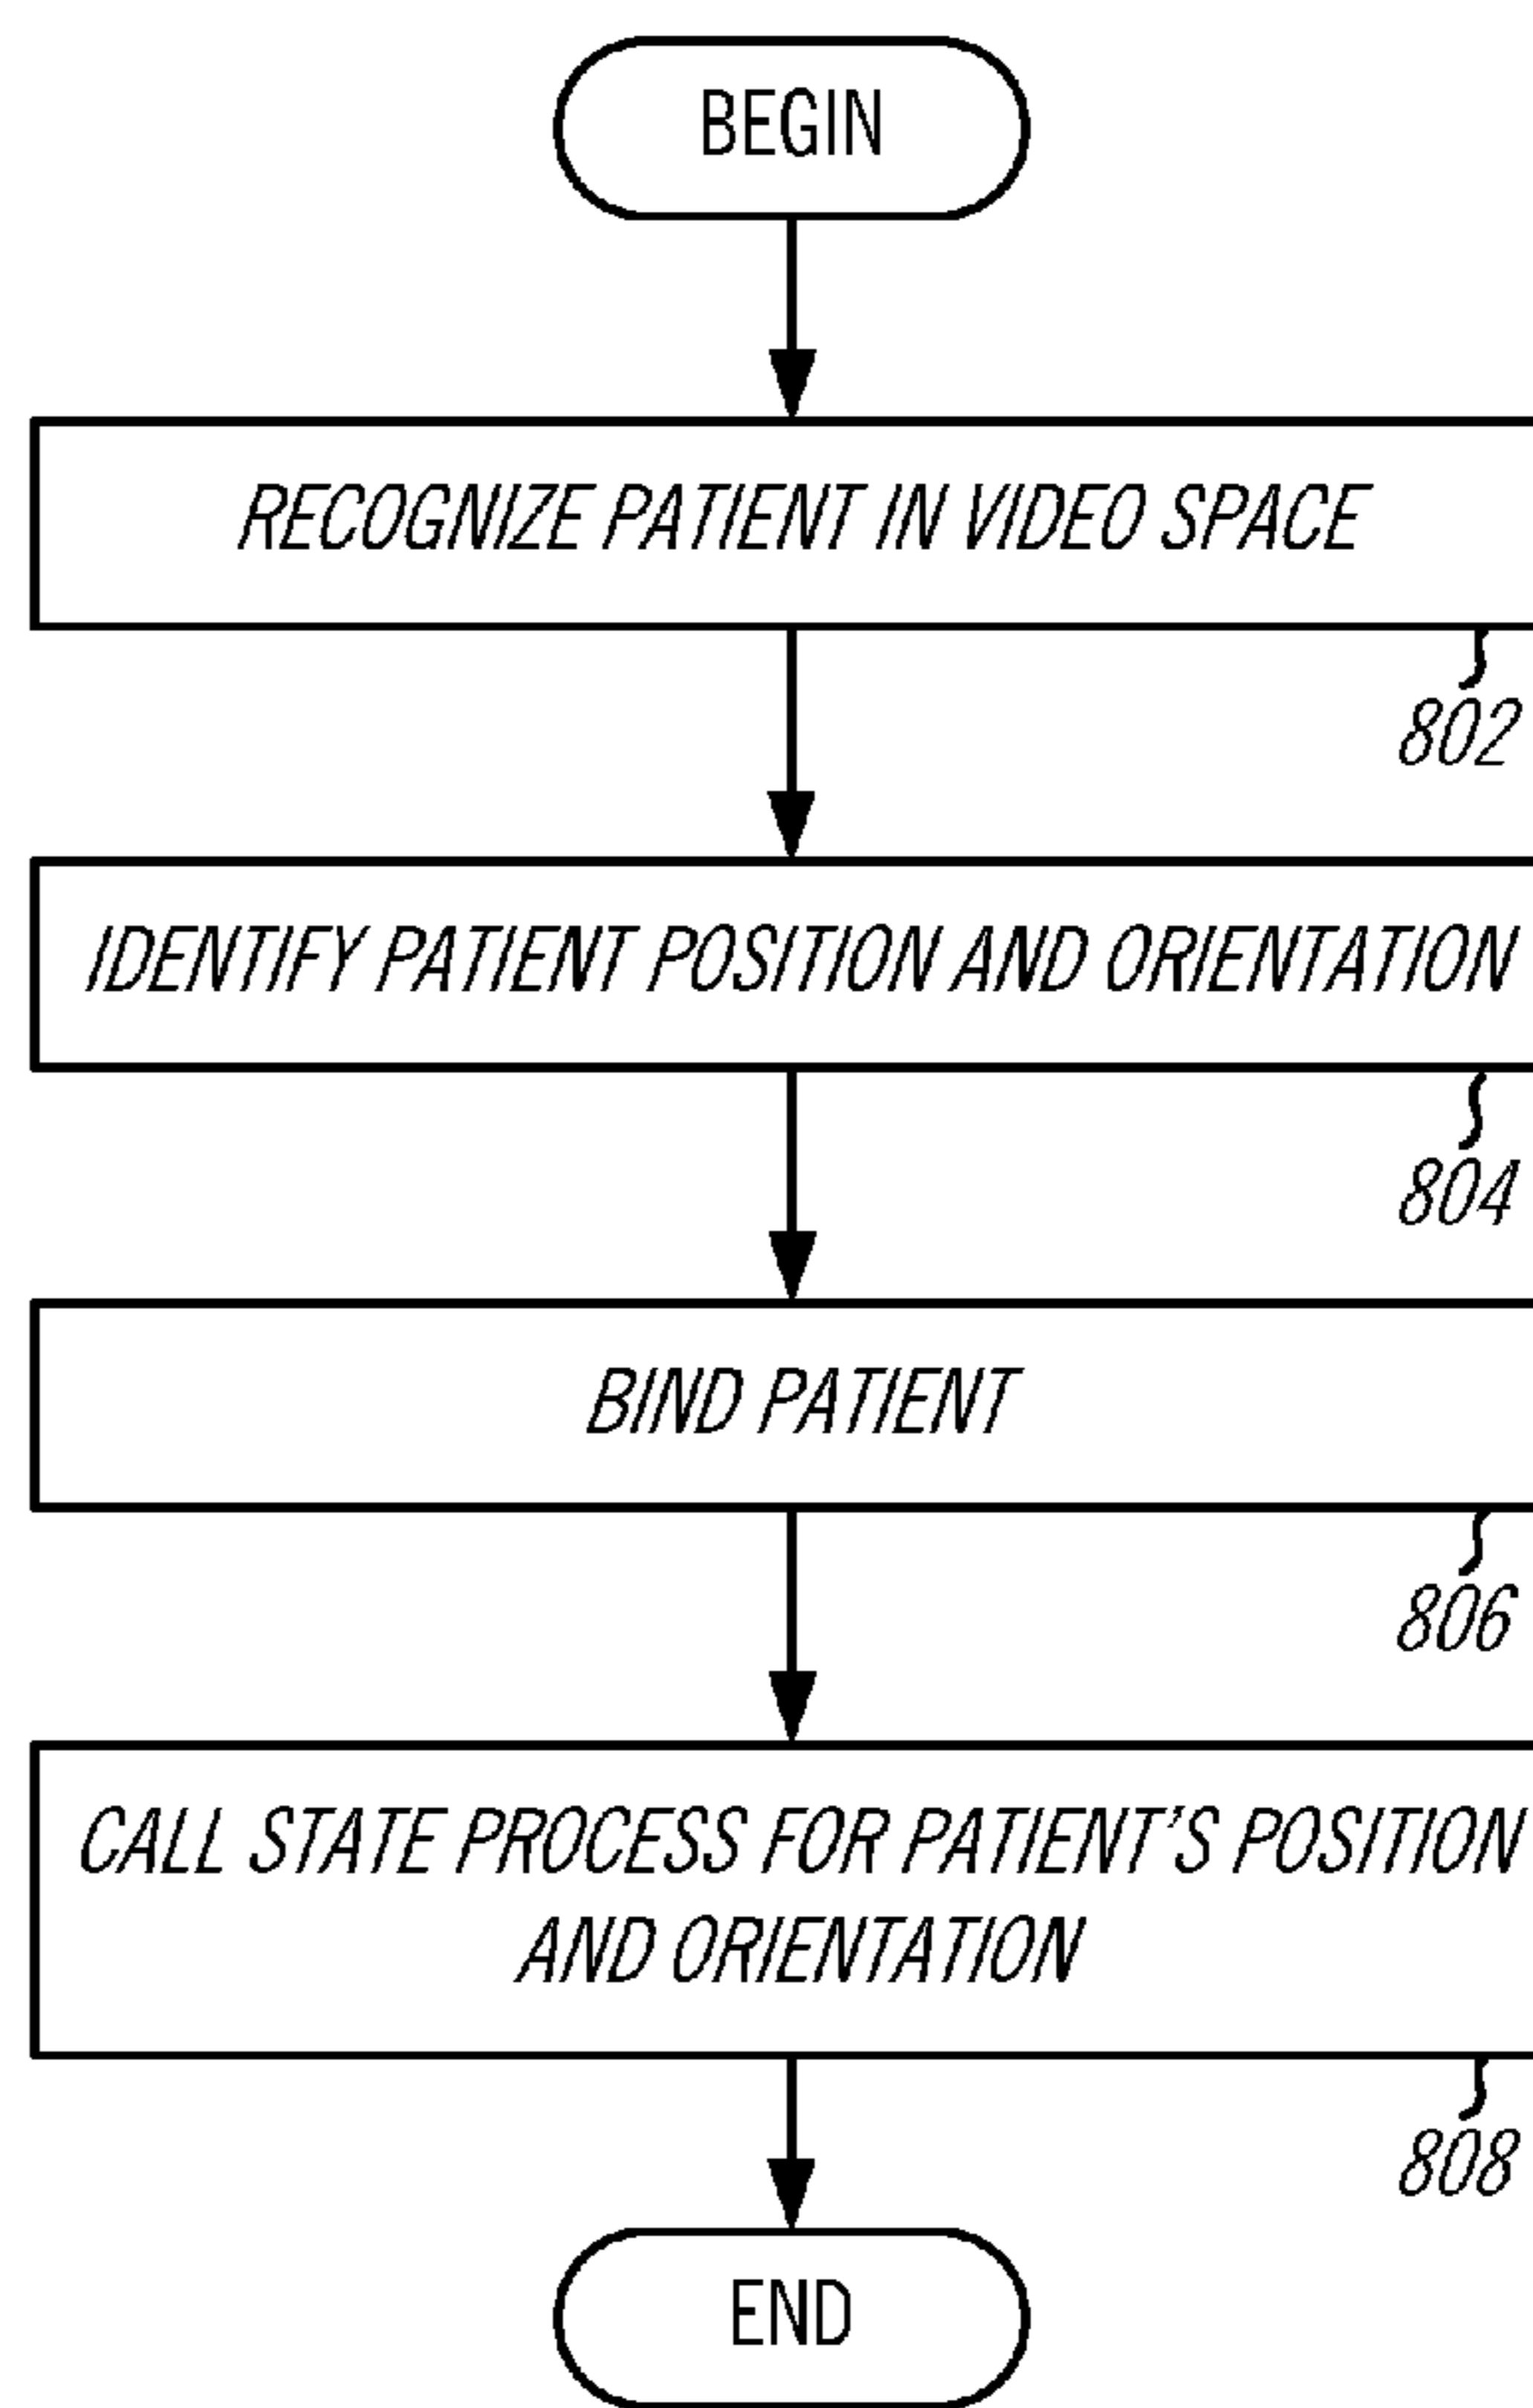 BEGIN
RECOGNIZE PATIENT IN VIDEO SPACE
802
IDENTIFY PATIENT POSITION AND ORIENTATION
804
BIND PATIENT
806
CALL STATE PROCESS FOR PATIENT'S POSITION
AND ORIENTATION
808
END